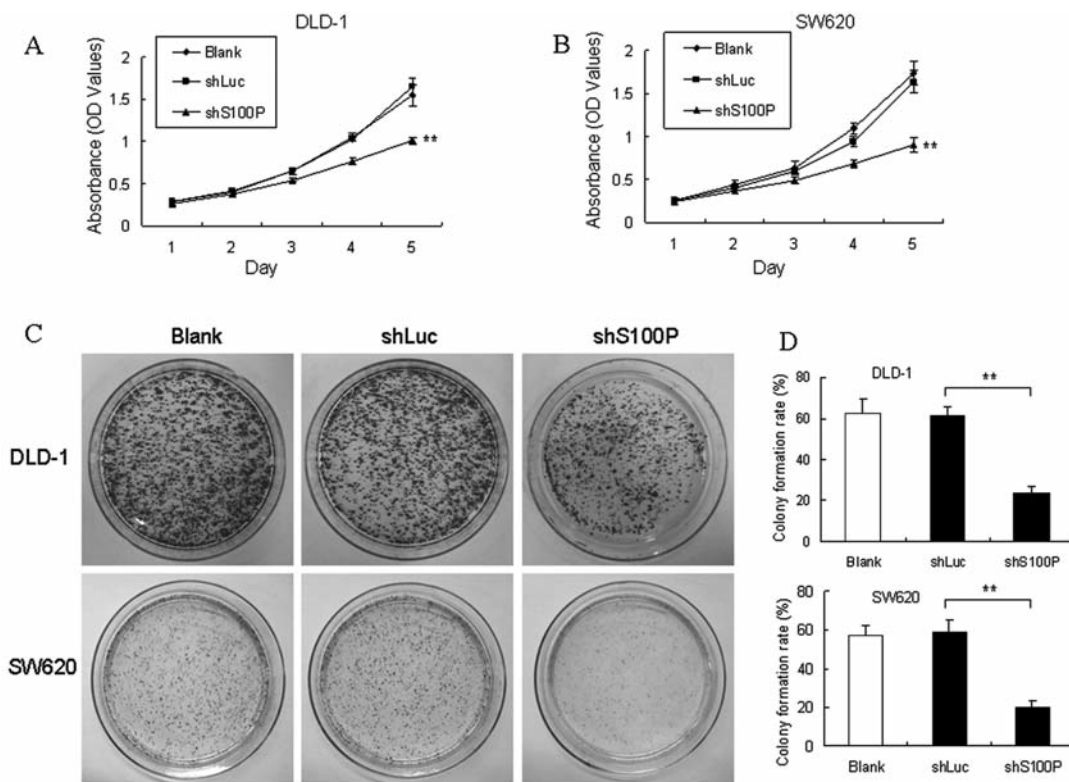 A
DLD-1
Absorbance (OD Values)
2
1.5
1
0.5
0
Blank
shLuc
shS100P
**
1 2 3 4 5
Day
B
SW620
Absorbance (OD Values)
2
1.5
1
0.5
0
Blank
shLuc
shS100P
**
1 2 3 4 5
Day
C
Blank shLuc shS100P
DLD-1
SW620
D
DLD-1
Colony formation rate (%)
80
60
40
20
0
**
Blank shLuc shS100P
SW620
Colony formation rate (%)
80
60
40
20
0
**
Blank shLuc shS100P